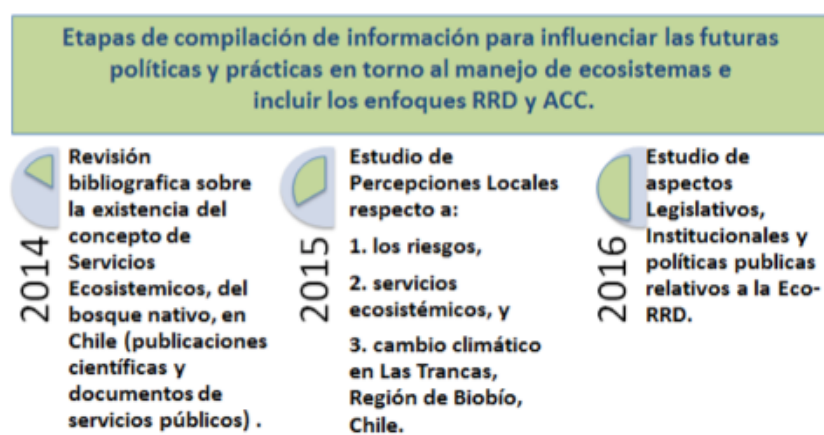 Etapas de compilación de información para influenciar las futuras
políticas y prácticas en torno al manejo de ecosistemas e
incluir los enfoques RRD y ACC.
2014
Revisión
bibliografica sobre
la existencia del
concepto de
Servicios
Ecosistemicos, del
bosque nativo, en
Chile (publicaciones
científicas y
documentos de
servicios públicos) .
2015
Estudio de
Percepciones Locales
respecto a:
1. los riesgos,
2. servicios
ecosistémicos, y
3. cambio climático
en Las Trancas,
Región de Biobío,
Chile.
2016
Estudio de
aspectos
Legislativos,
Institucionales y
políticas publicas
relativos a la Eco-
RRD.